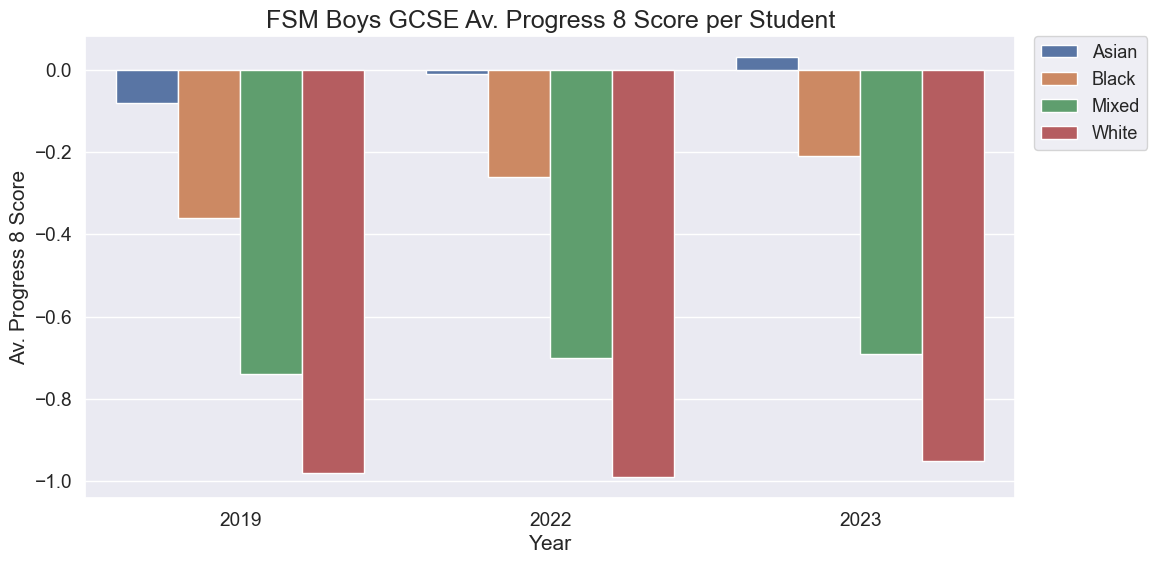 FSM Boys GCSE Av. Progress 8 Score per Student
Asian
Black
Mixed
White
Av. Progress 8 Score
0.0
−0.2
−0.4
−0.6
−0.8
−1.0
2019
2022
2023
Year